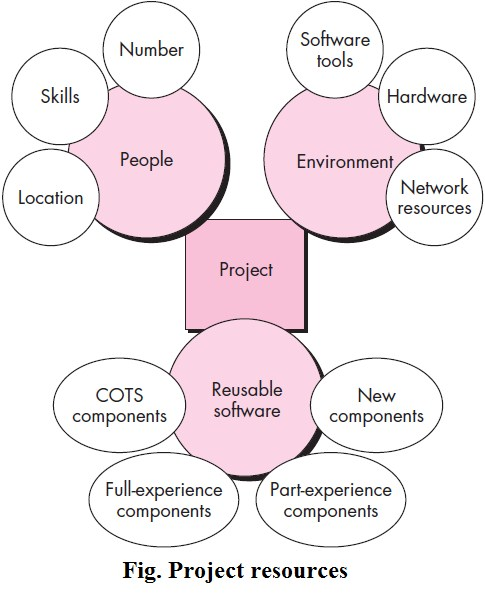 Number
Skills
People
Location
Software
tools
Hardware
Environment
Network
resources
Project
Reusable
software
COTS
components
New
components
Full-experience
components
Part-experience
components
Fig. Project resources